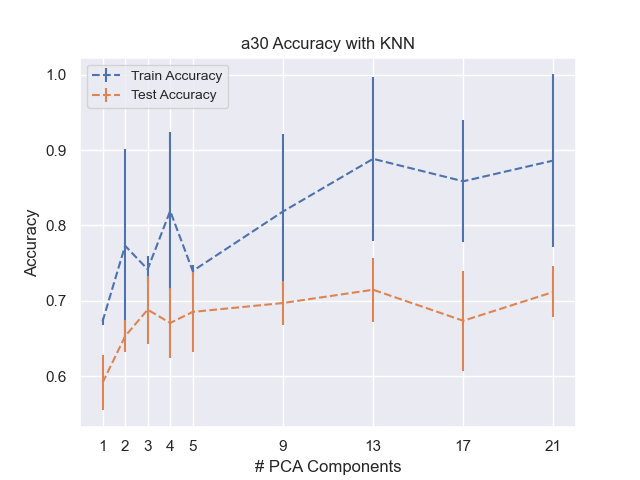 a30 Accuracy with KNN
Train Accuracy
Test Accuracy
1.0
0.9
0.8
0.7
0.6
Accuracy
1 2 3 4 5 9 13 17 21
# PCA Components